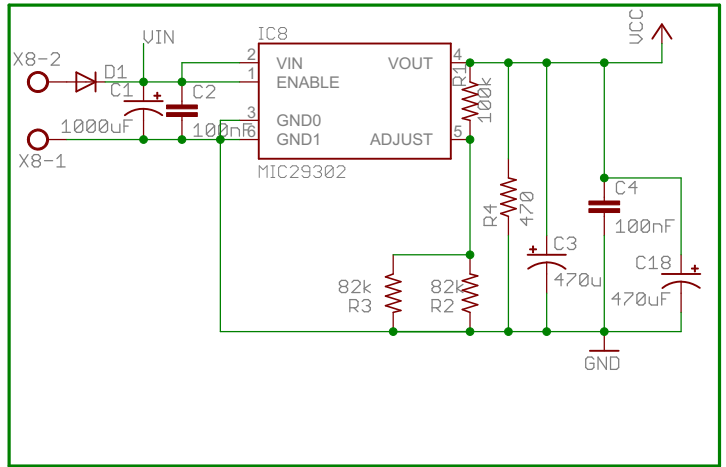 IC8
VCC
VIN
X8-2
D1
2
VIN
VOUT
4
1
ENABLE
R1
100k
C1
C2
1000uF
100nF
3
GND0
6
GND1
ADJUST
5
X8-1
MIC29302
R4
470
C4
100nF
C3
470u
C18
470uF
82k
R3
82k
R2
GND